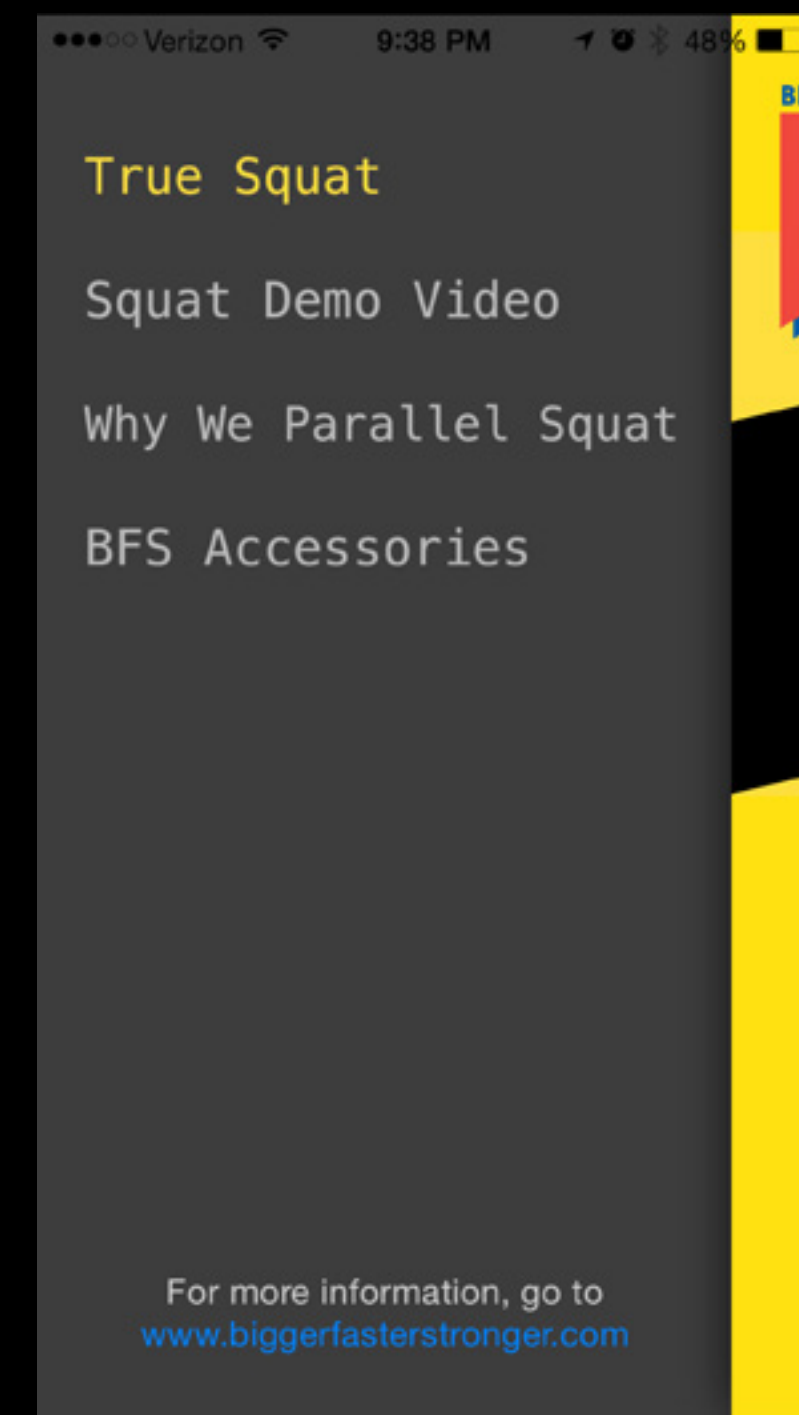 Verizon 9:38 PM 48%
True Squat
Squat Demo Video
Why We Parallel Squat
BFS Accessories
For more information, go to
www.biggerfasterstronger.com